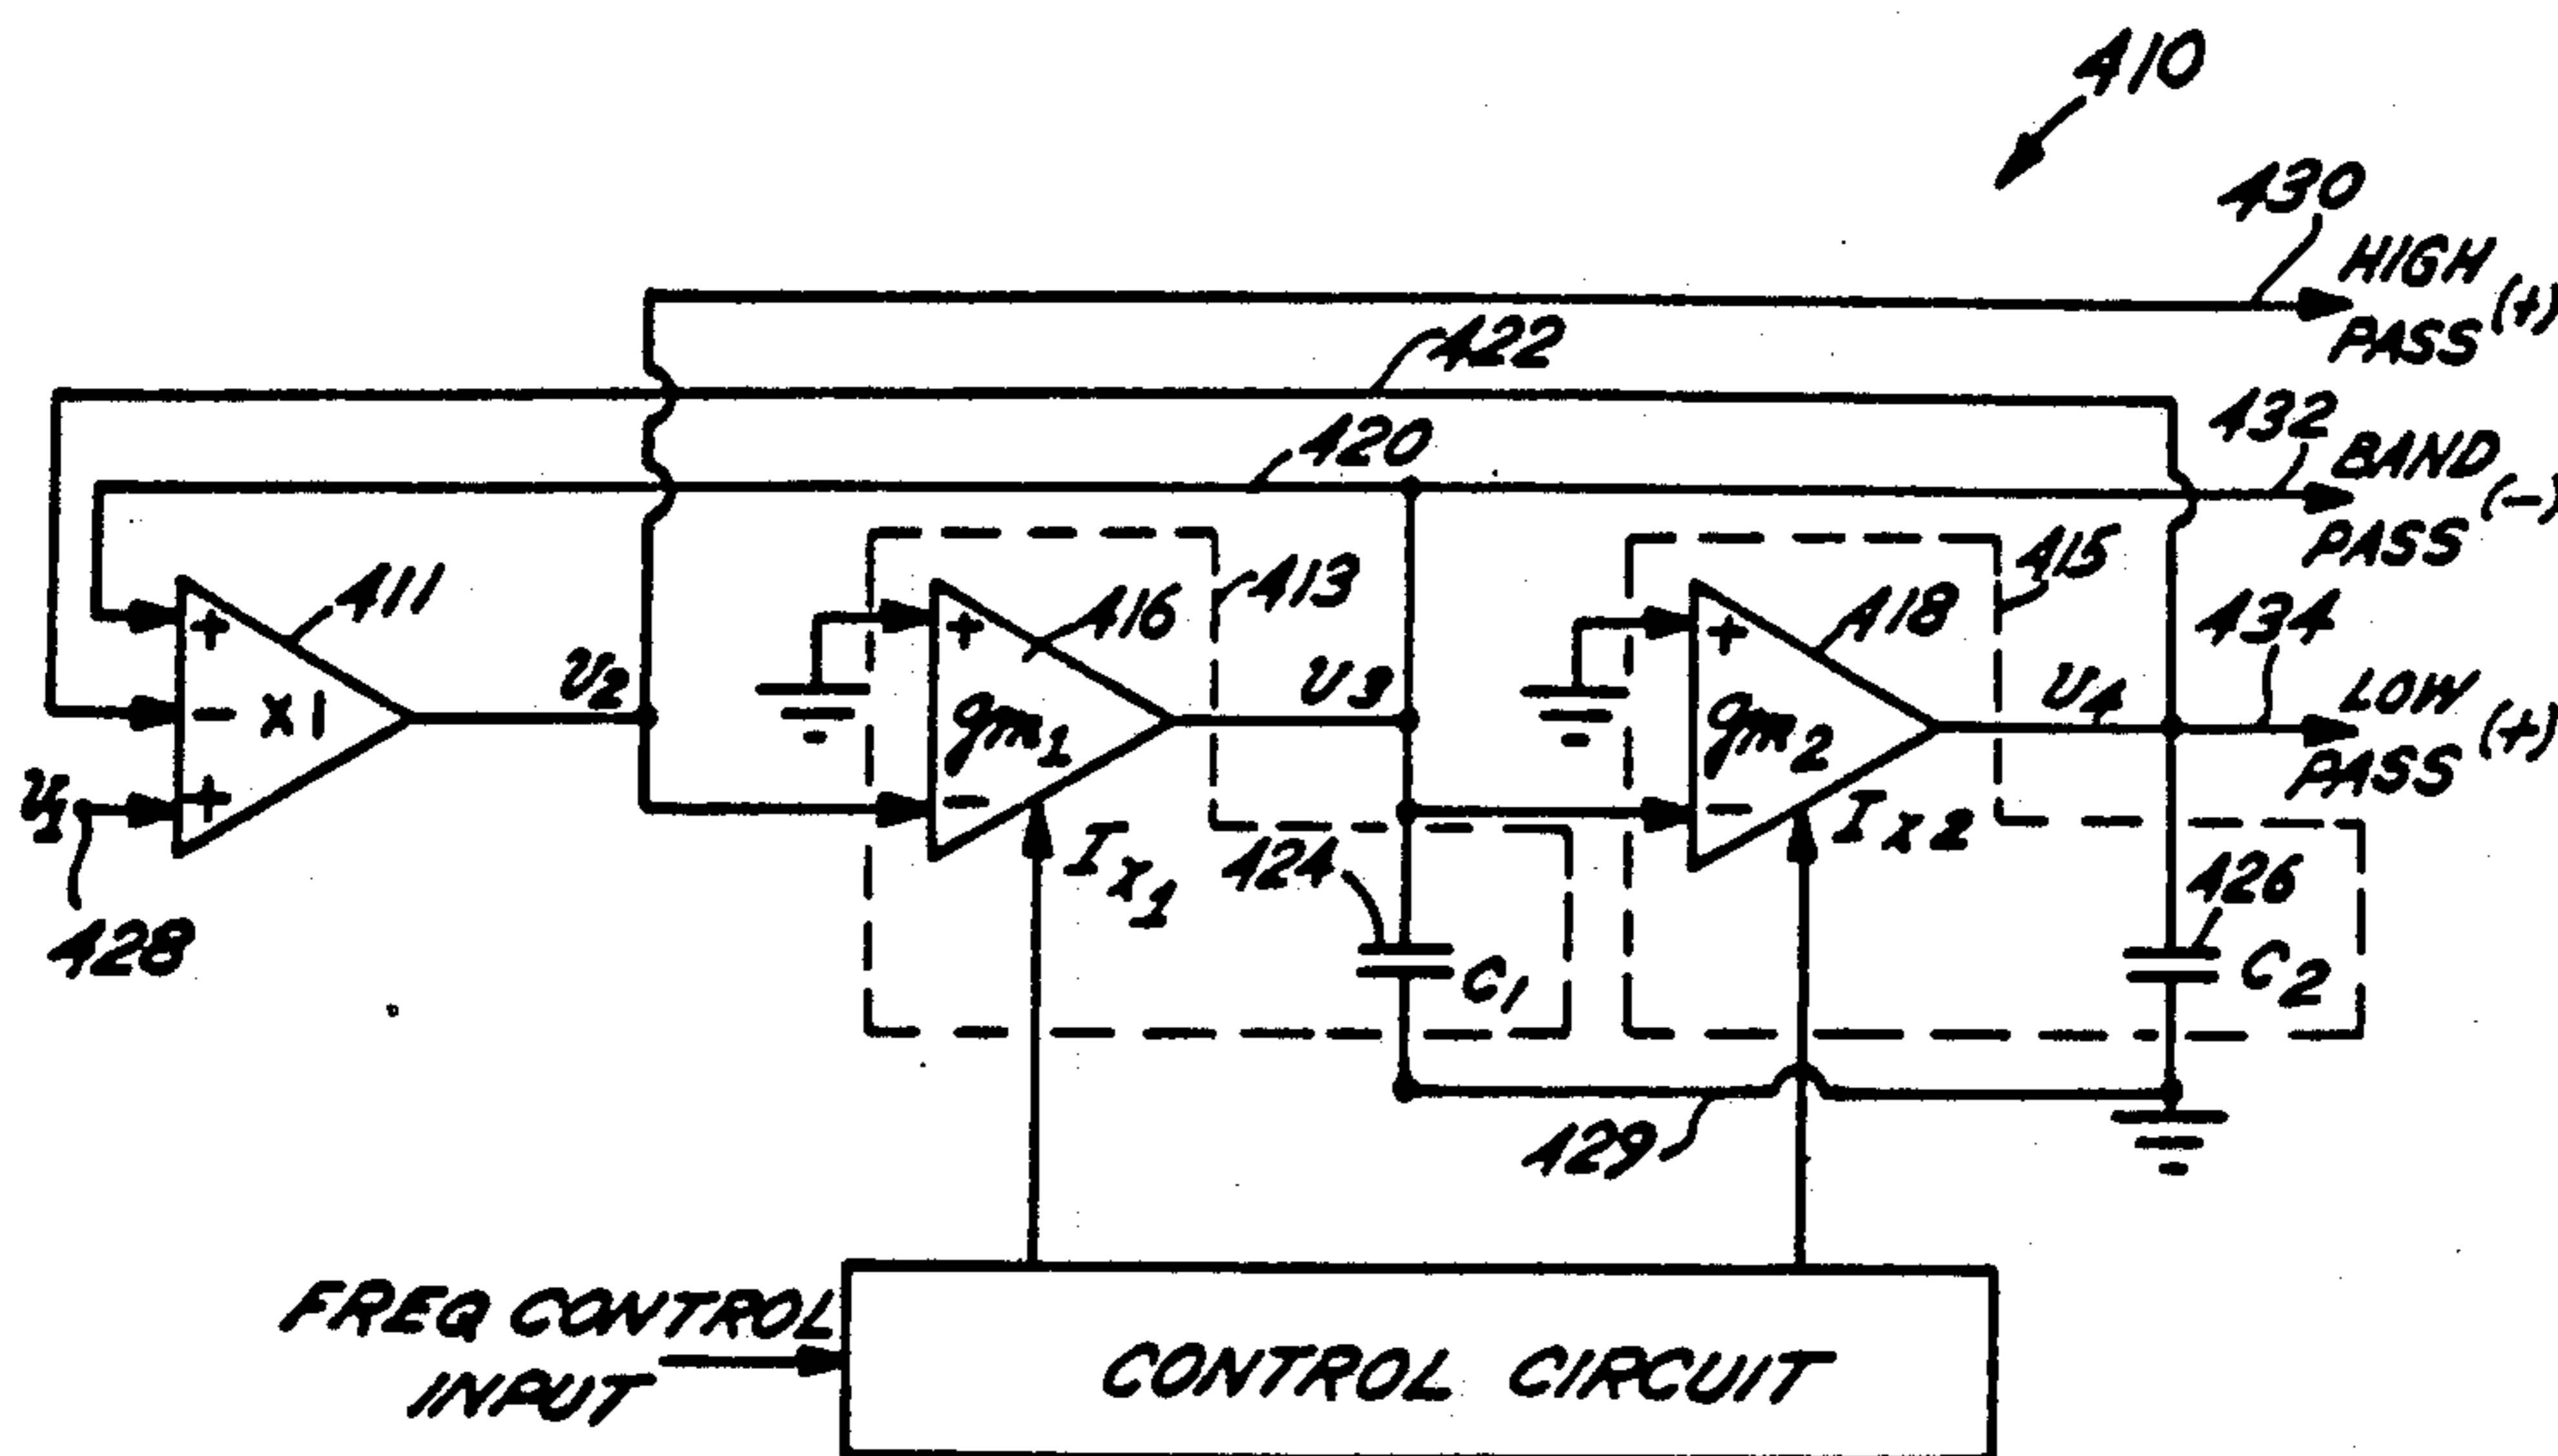 410
430
HIGH
PASS (+)
422
432
BAND
PASS (-)
420
411
+
-
X1
+
V1
428
V2
413
416
+
gm1
-
Ix1
V3
424
C1
415
418
+
gm2
-
Ix2
V4
434
LOW
PASS (+)
426
C2
429
FREQ CONTROL
INPUT
CONTROL CIRCUIT